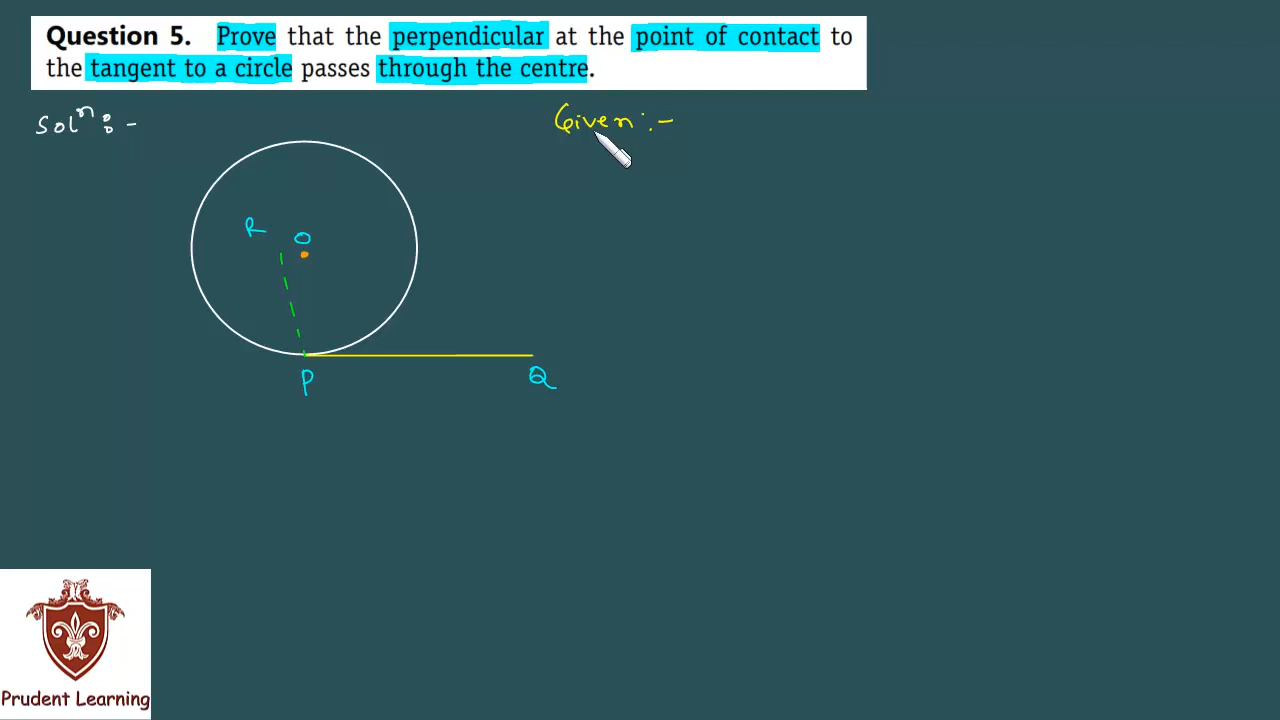 Question 5. Prove that the perpendicular at the point of contact to
the tangent to a circle passes through the centre.
Solⁿ :-
Given :-
R
O
P
Q
Prudent Learning